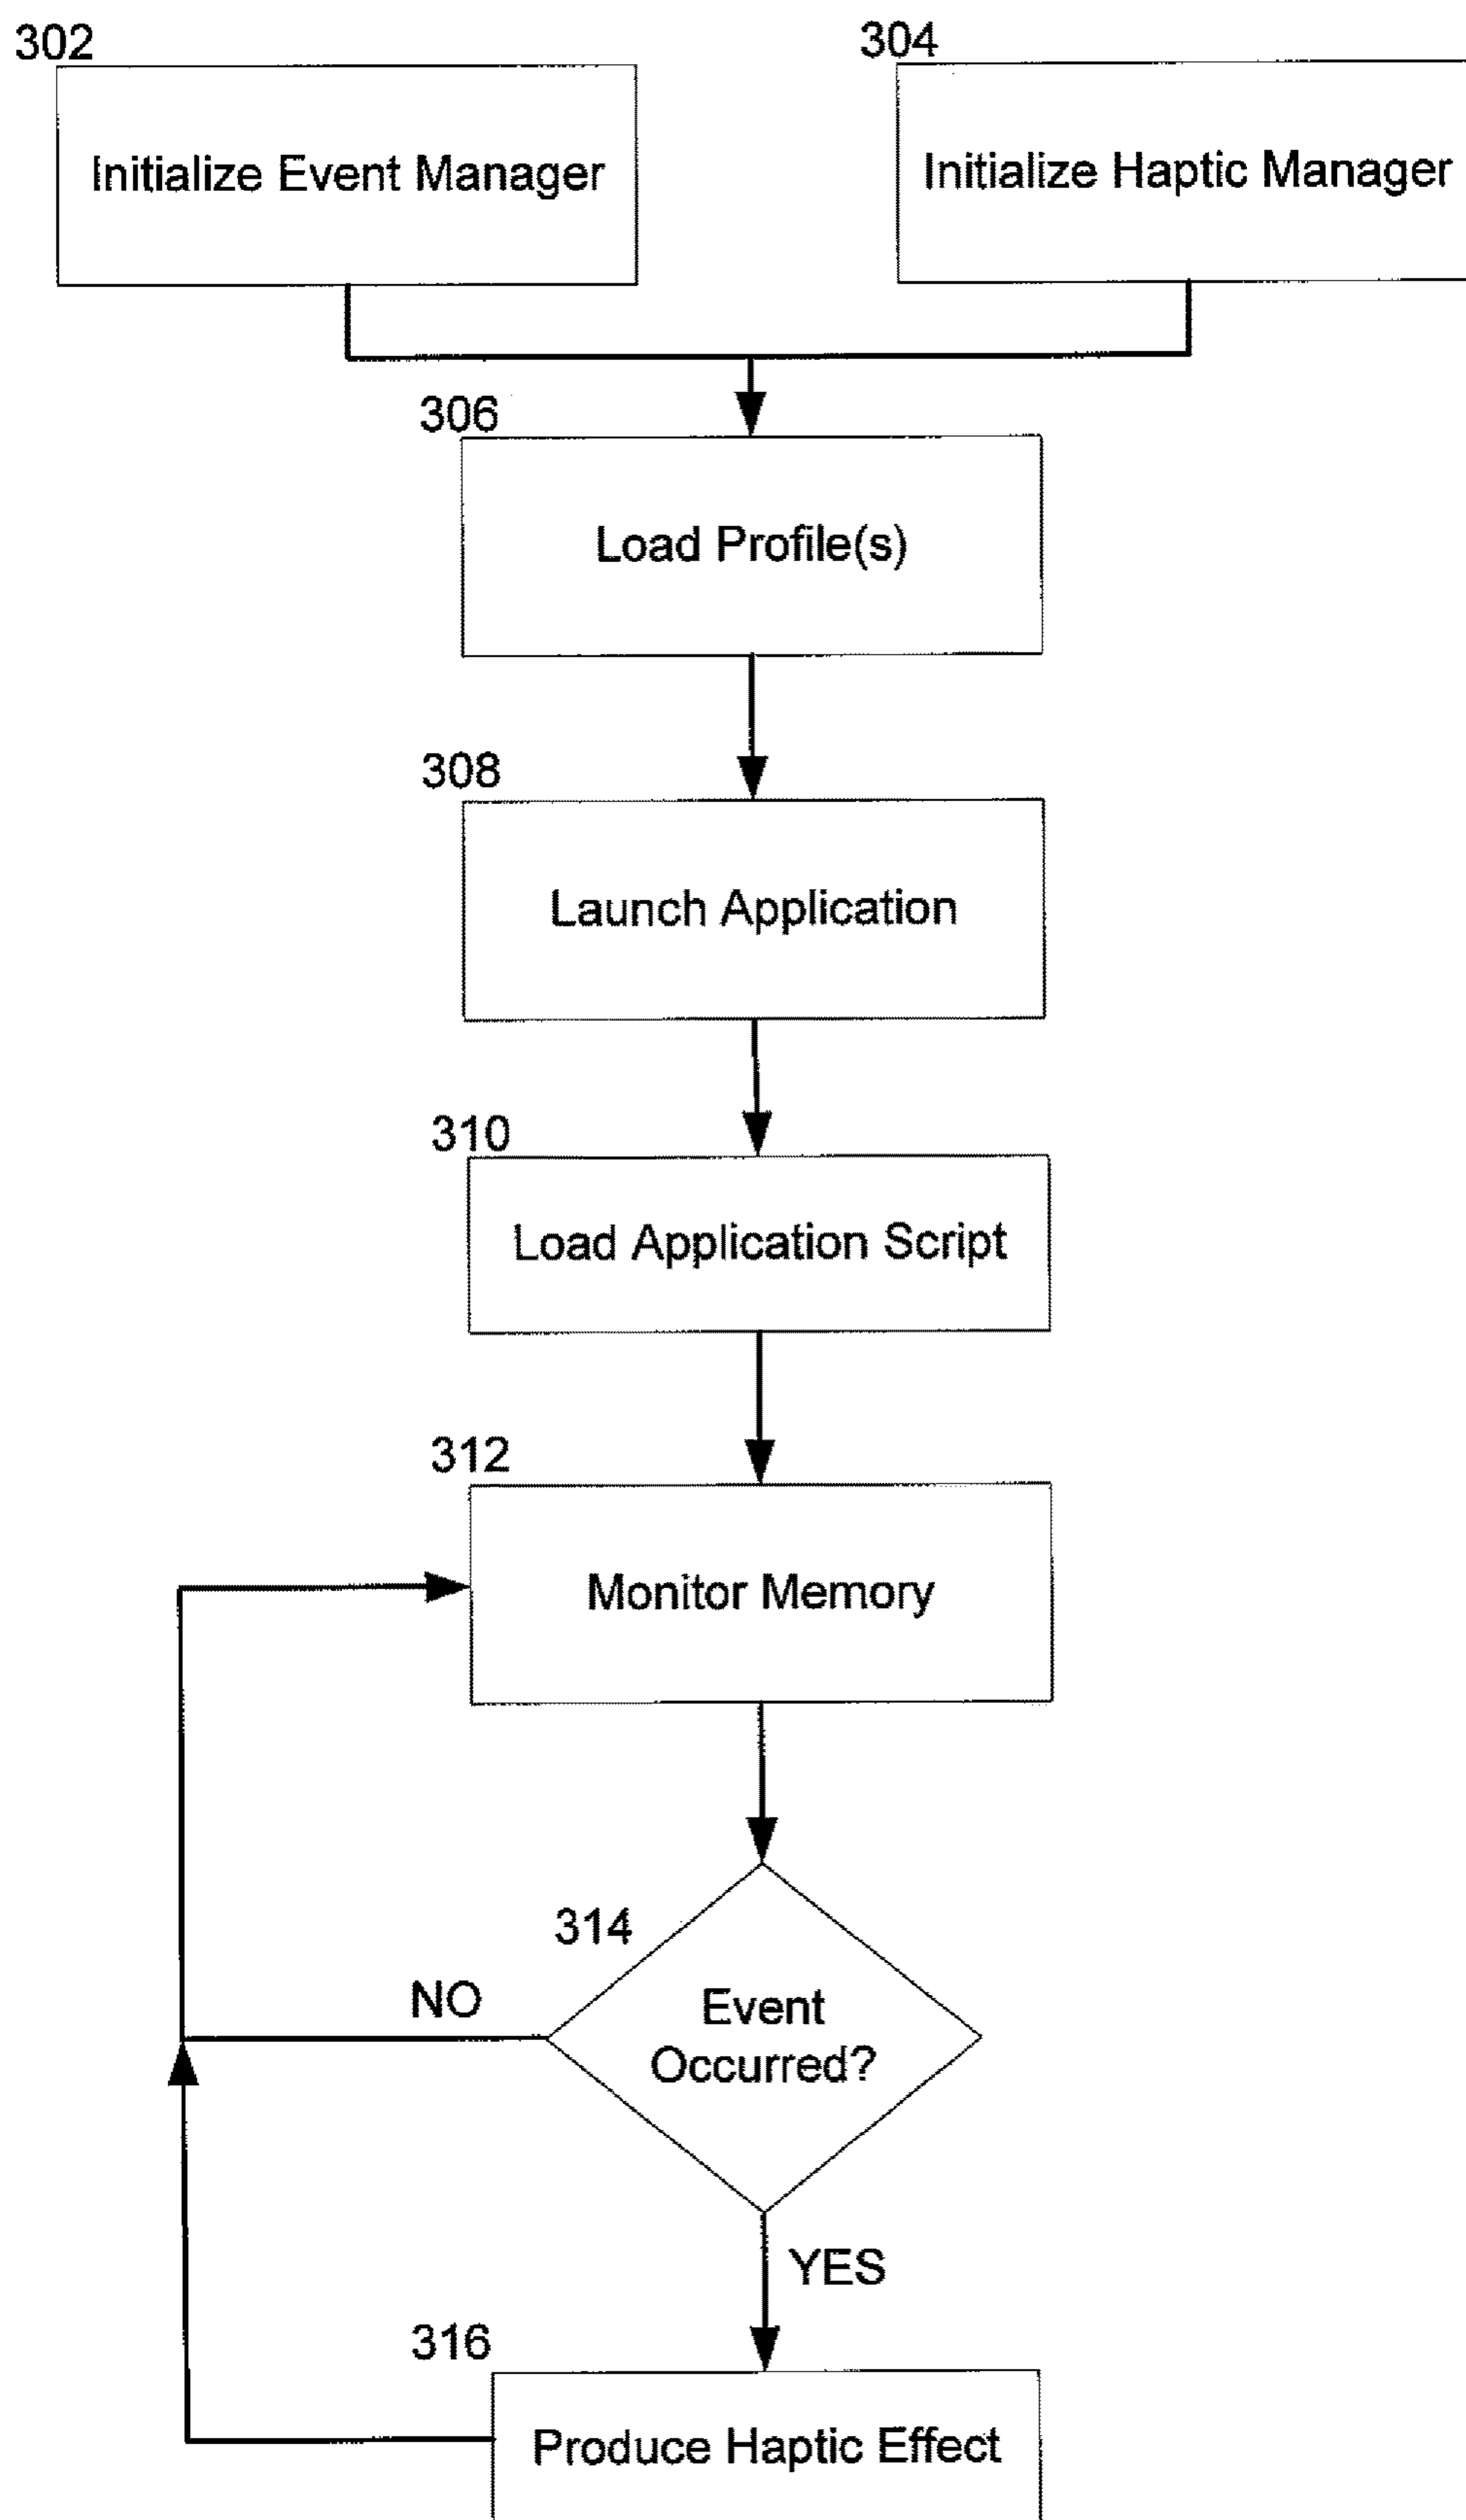 302
304
Initialize Event Manager
Initialize Haptic Manager
306
Load Profile(s)
308
Launch Application
310
Load Application Script
312
Monitor Memory
314
NO
Event
Occurred?
YES
316
Produce Haptic Effect